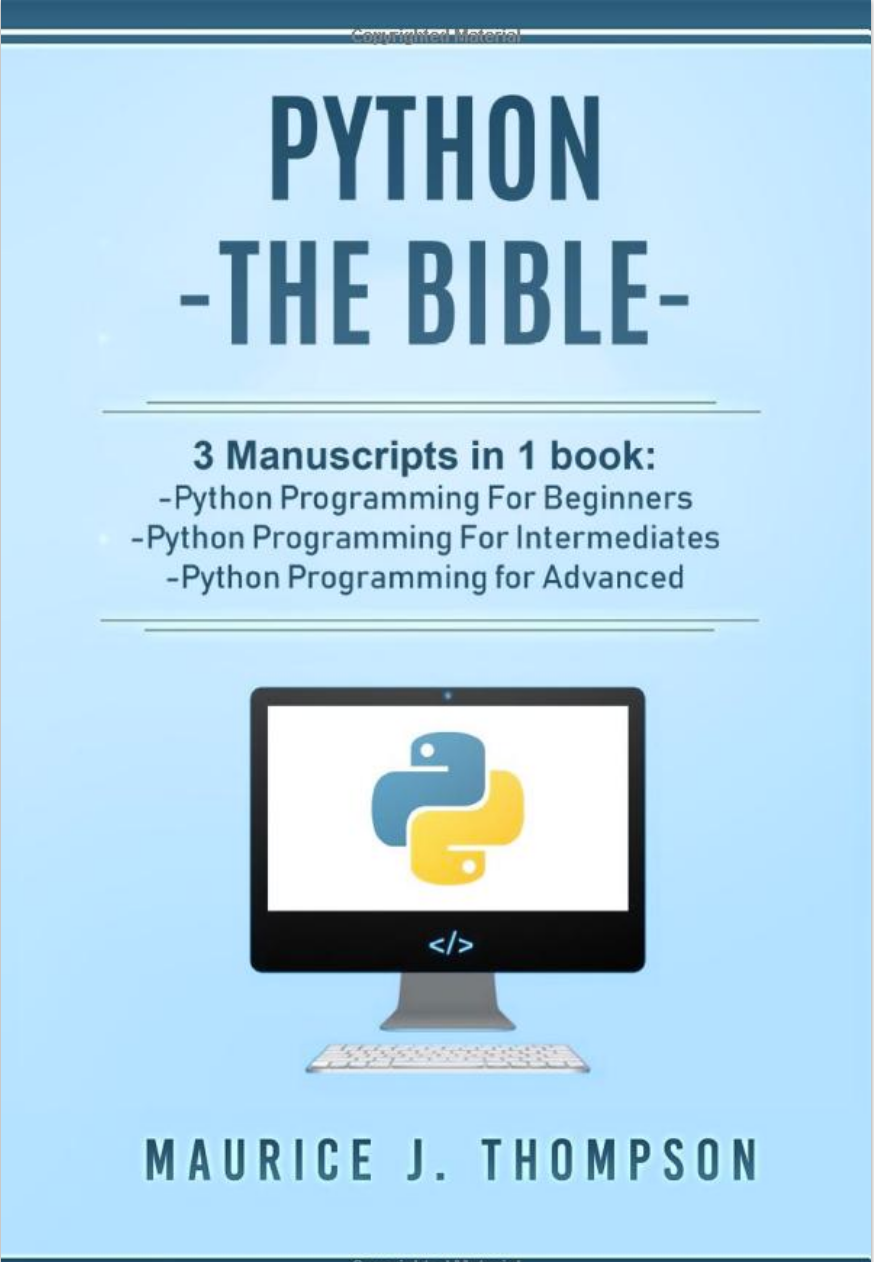 Copyrighted Material
PYTHON
-THE BIBLE-
3 Manuscripts in 1 book:
-Python Programming For Beginners
-Python Programming For Intermediates
-Python Programming for Advanced
</>
MAURICE J. THOMPSON